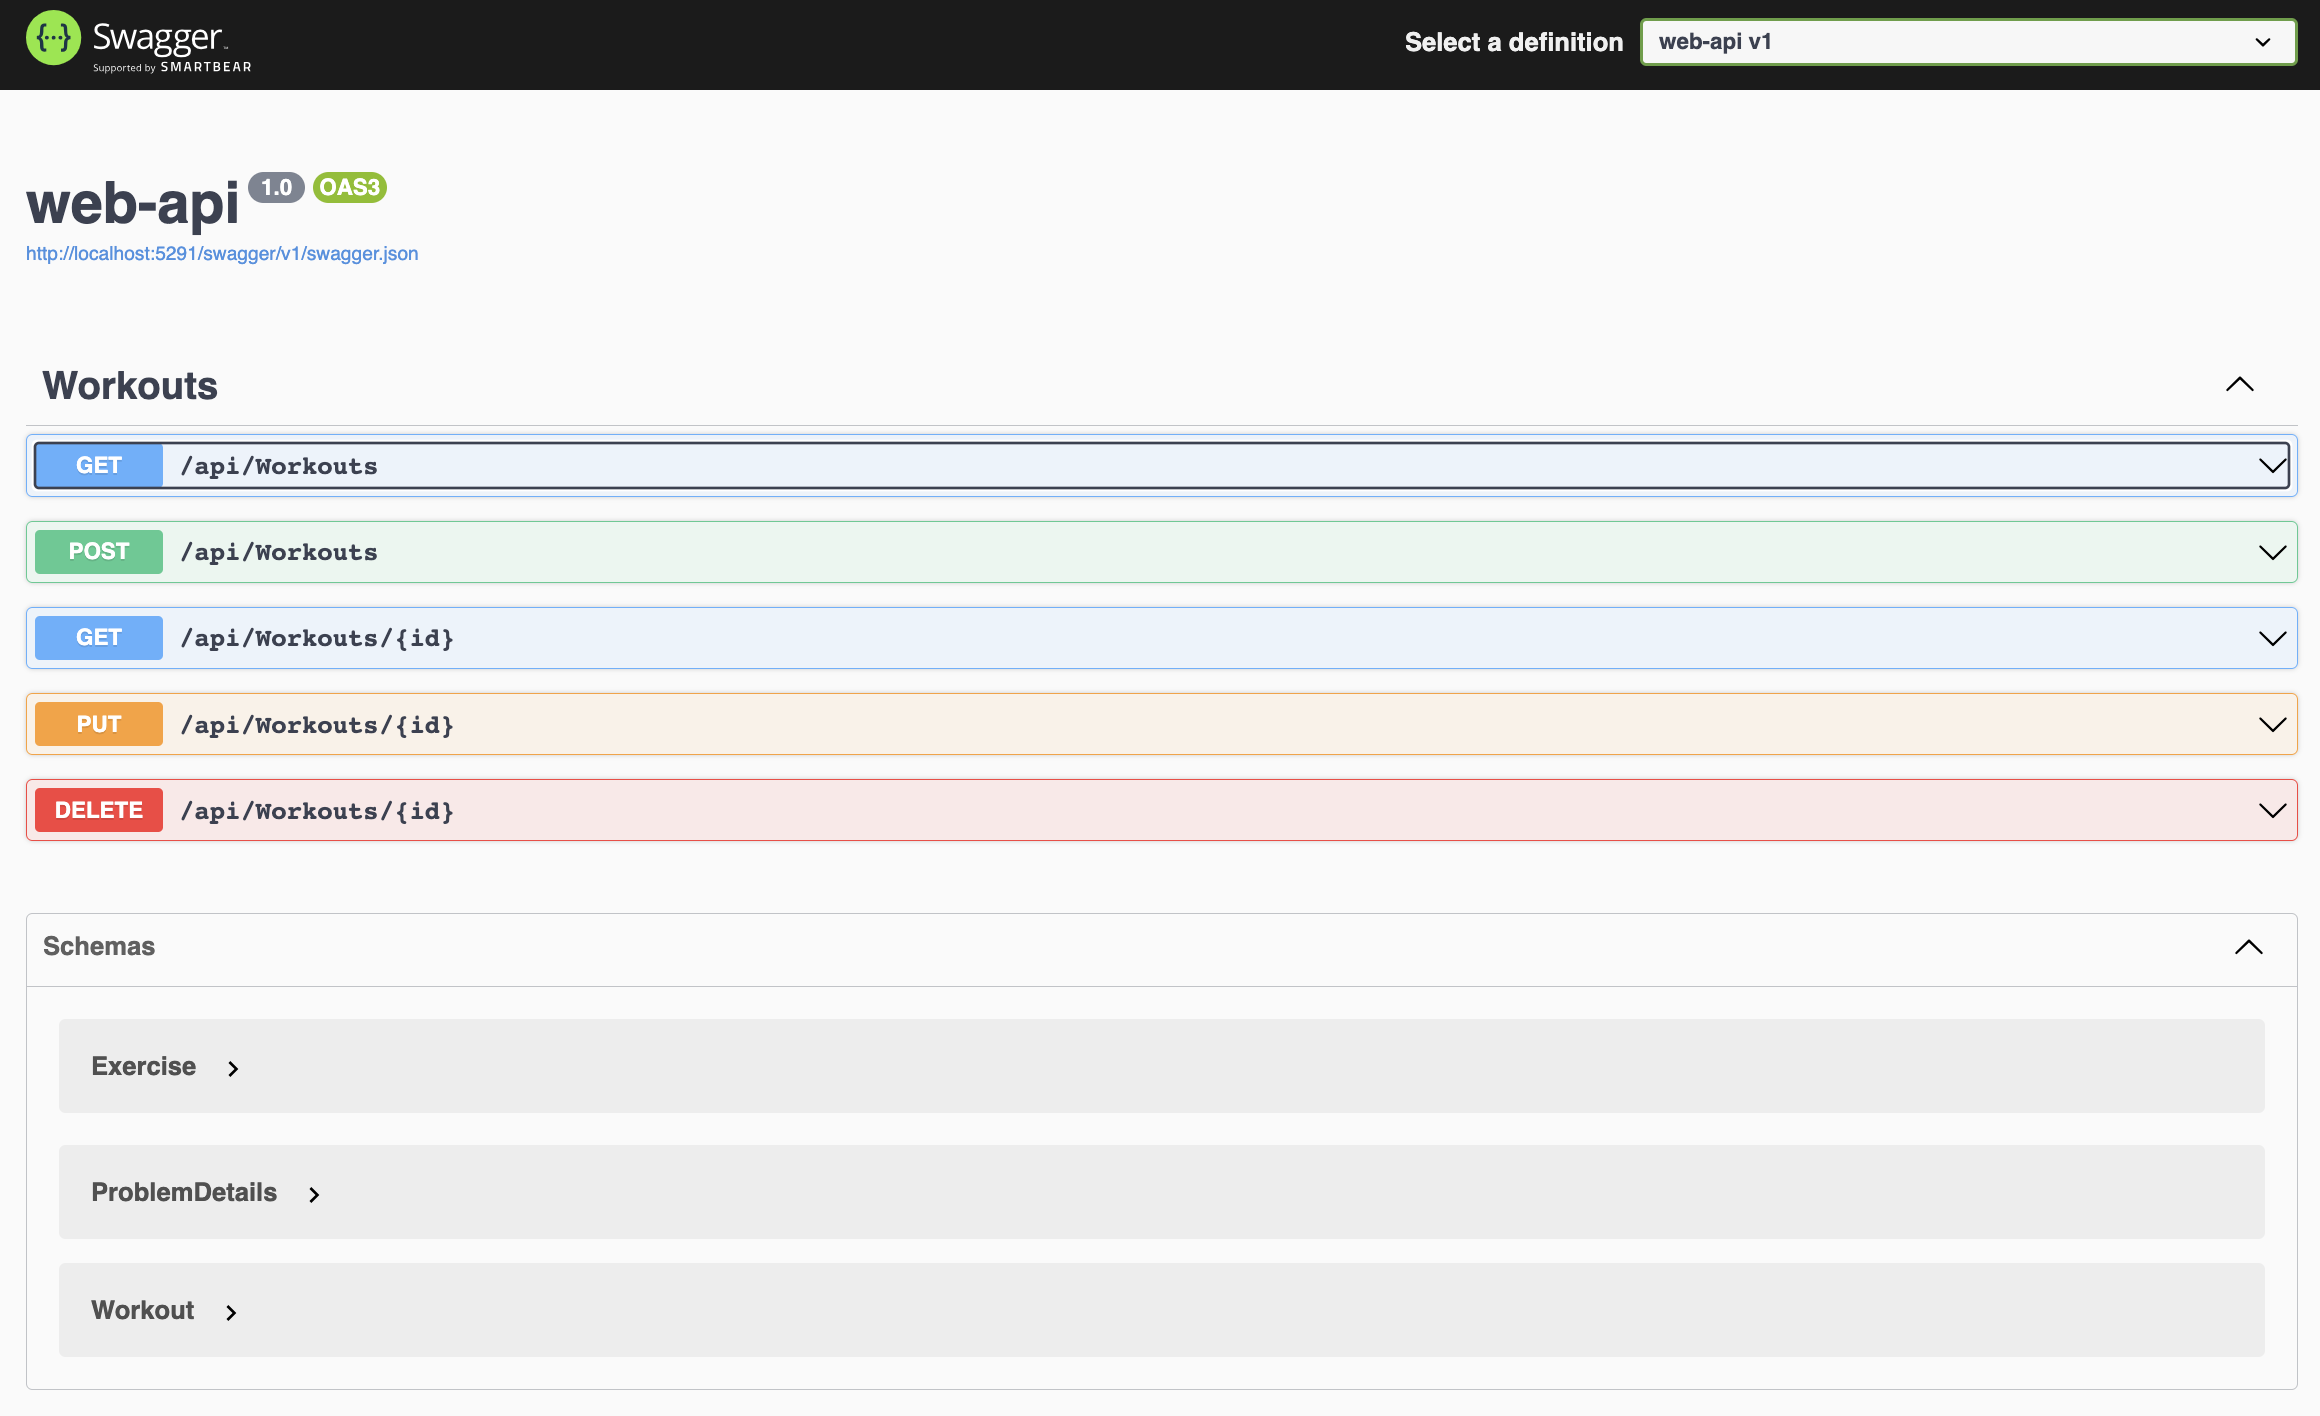 Swagger™
Supported by SMARTBEAR
Select a definition
web-api v1
web-api 1.0 OAS3
http://localhost:5291/swagger/v1/swagger.json
Workouts
GET /api/Workouts
POST /api/Workouts
GET /api/Workouts/{id}
PUT /api/Workouts/{id}
DELETE /api/Workouts/{id}
Schemas
Exercise
ProblemDetails
Workout